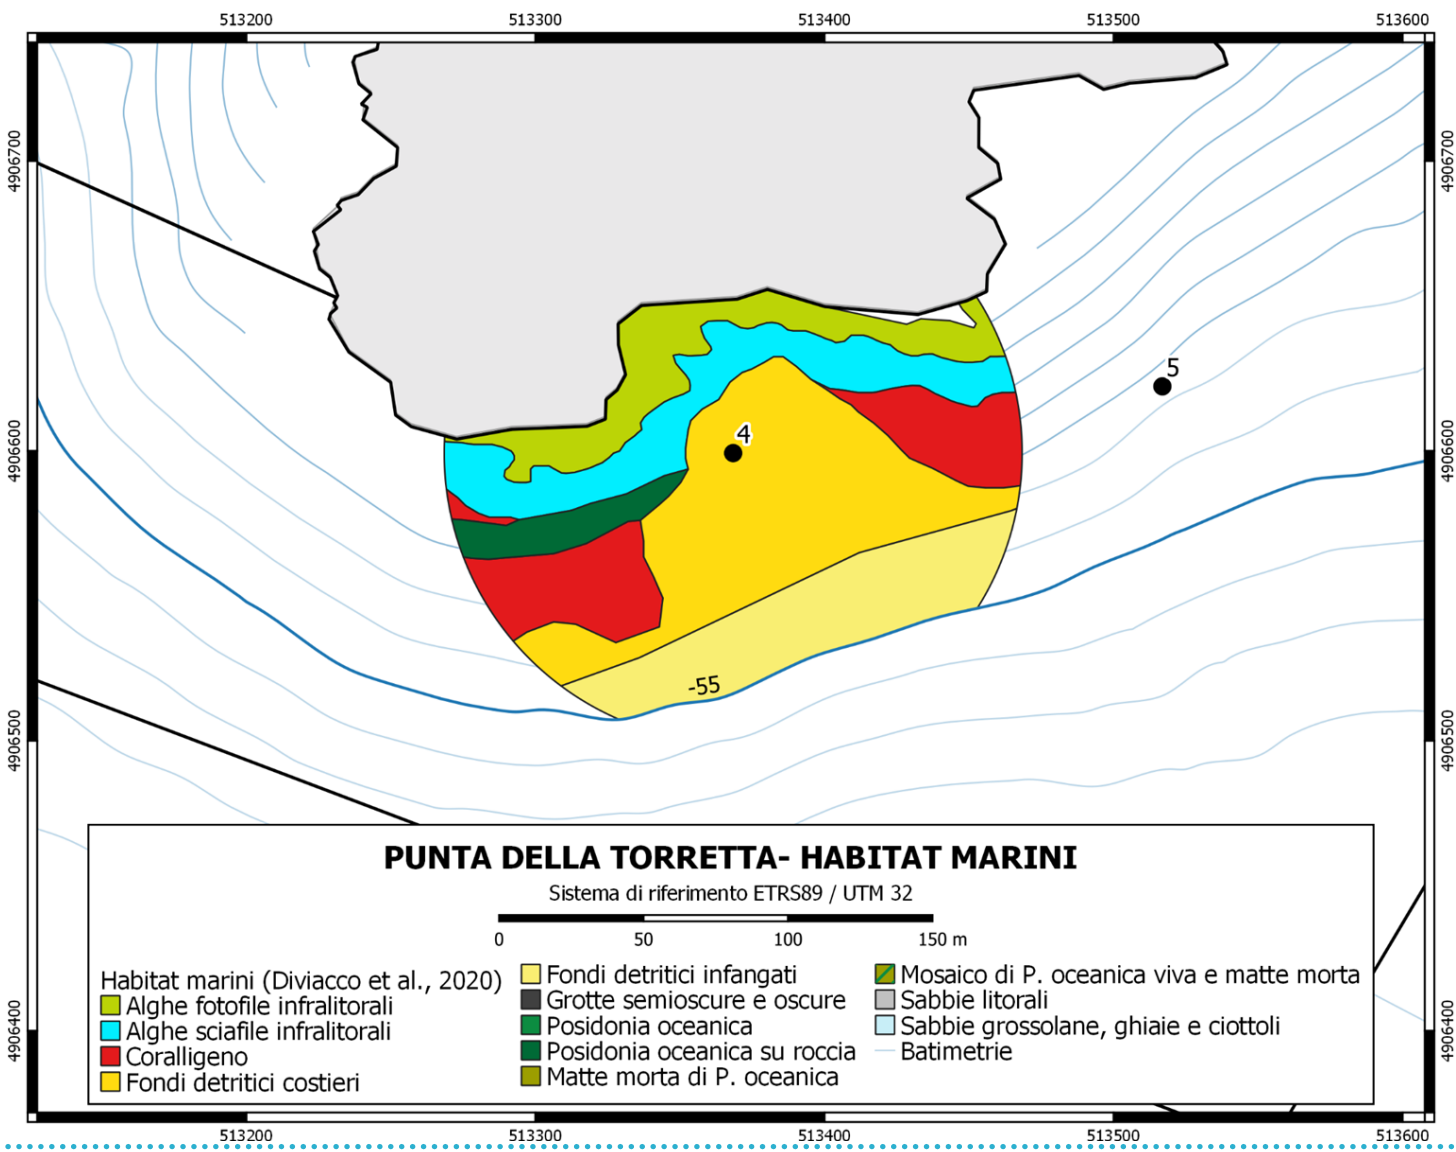 513200 513300 513400 513500 513600
4906700 4906700
5
4
4906600 4906600
-55
4906500 4906500
PUNTA DELLA TORRETTA- HABITAT MARINI
Sistema di riferimento ETRS89 / UTM 32
0 50 100 150 m
Habitat marini (Diviacco et al., 2020)
Alghe fotofile infralitorali
Alghe sciafile infralitorali
Coralligeno
Fondi detritici costieri
Fondi detritici infangati
Grotte semioscure e oscure
Posidonia oceanica
Posidonia oceanica su roccia
Matte morta di P. oceanica
Mosaico di P. oceanica viva e matte morta
Sabbie litorali
Sabbie grossolane, ghiaie e ciottoli
Batimetrie
4906400 4906400
513200 513300 513400 513500 513600